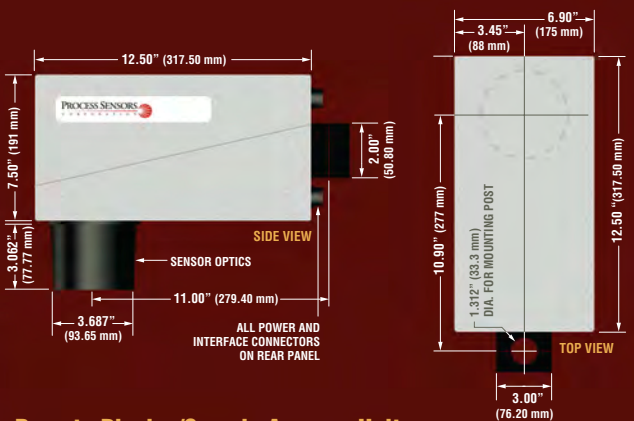 12.50” (317.50 mm)
7.50” (191 mm)
PROCESS SENSORS
CORPORATION
2.00”
(50.80 mm)
SIDE VIEW
3.062”
(77.77 mm)
SENSOR OPTICS
11.00” (279.40 mm)
3.687”
(93.65 mm)
ALL POWER AND
INTERFACE CONNECTORS
ON REAR PANEL
6.90”
(175 mm)
3.45”
(88 mm)
10.90” (277 mm)
12.50 “(317.50 mm)
1.312” (33.3 mm)
DIA. FOR MOUNTING POST
TOP VIEW
3.00”
(76.20 mm)